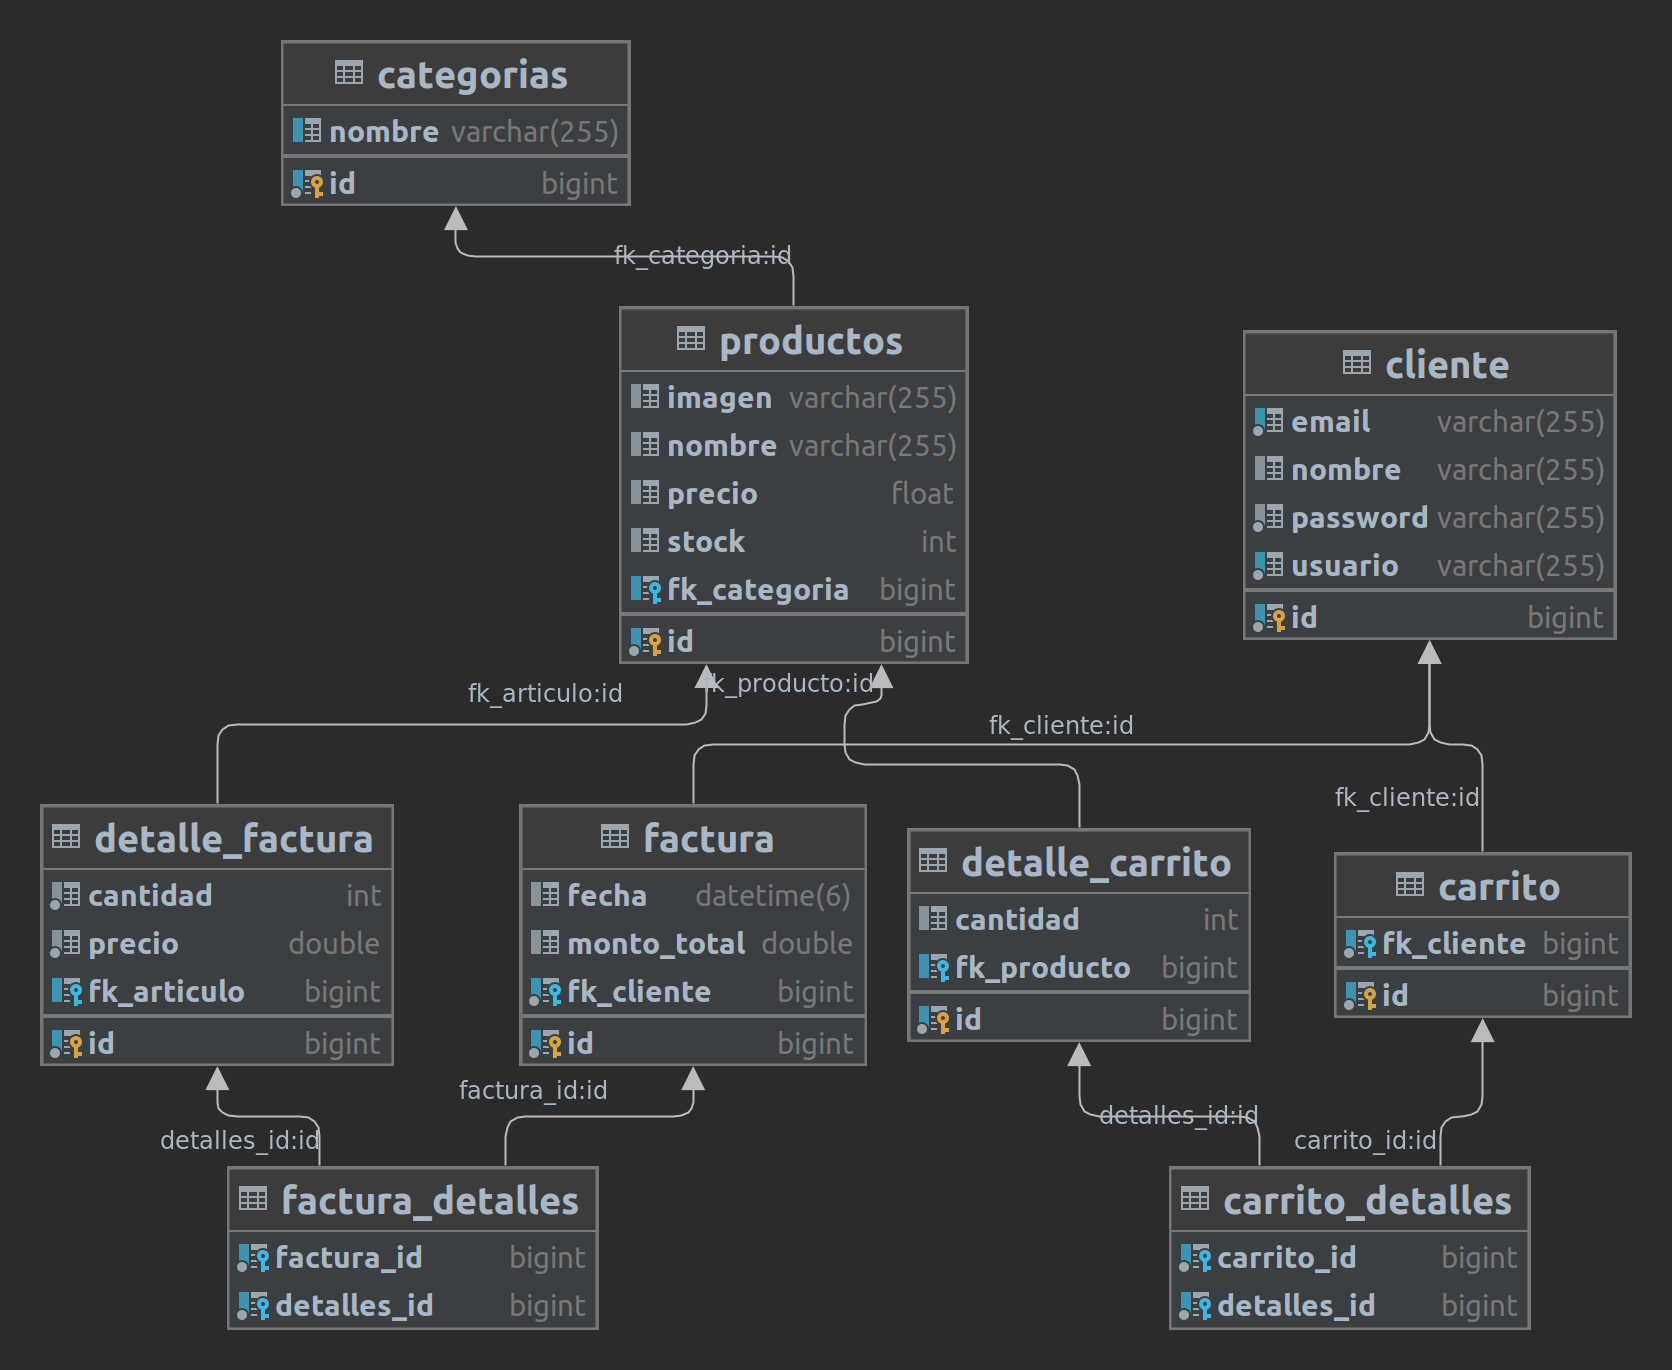 categorias
nombre varchar(255)
id bigint
fk_categoria:id
productos
imagen varchar(255)
nombre varchar(255)
precio float
stock int
fk_categoria bigint
id bigint
cliente
email varchar(255)
nombre varchar(255)
password varchar(255)
usuario varchar(255)
id bigint
fk_articulo:id
fk_producto:id
fk_cliente:id
fk_cliente:id
detalle_factura
cantidad int
precio double
fk_articulo bigint
id bigint
factura
fecha datetime(6)
monto_total double
fk_cliente bigint
id bigint
detalle_carrito
cantidad int
fk_producto bigint
id bigint
carrito
fk_cliente bigint
id bigint
detalles_id:id
factura_id:id
detalles_id:id
carrito_id:id
factura_detalles
factura_id bigint
detalles_id bigint
carrito_detalles
carrito_id bigint
detalles_id bigint